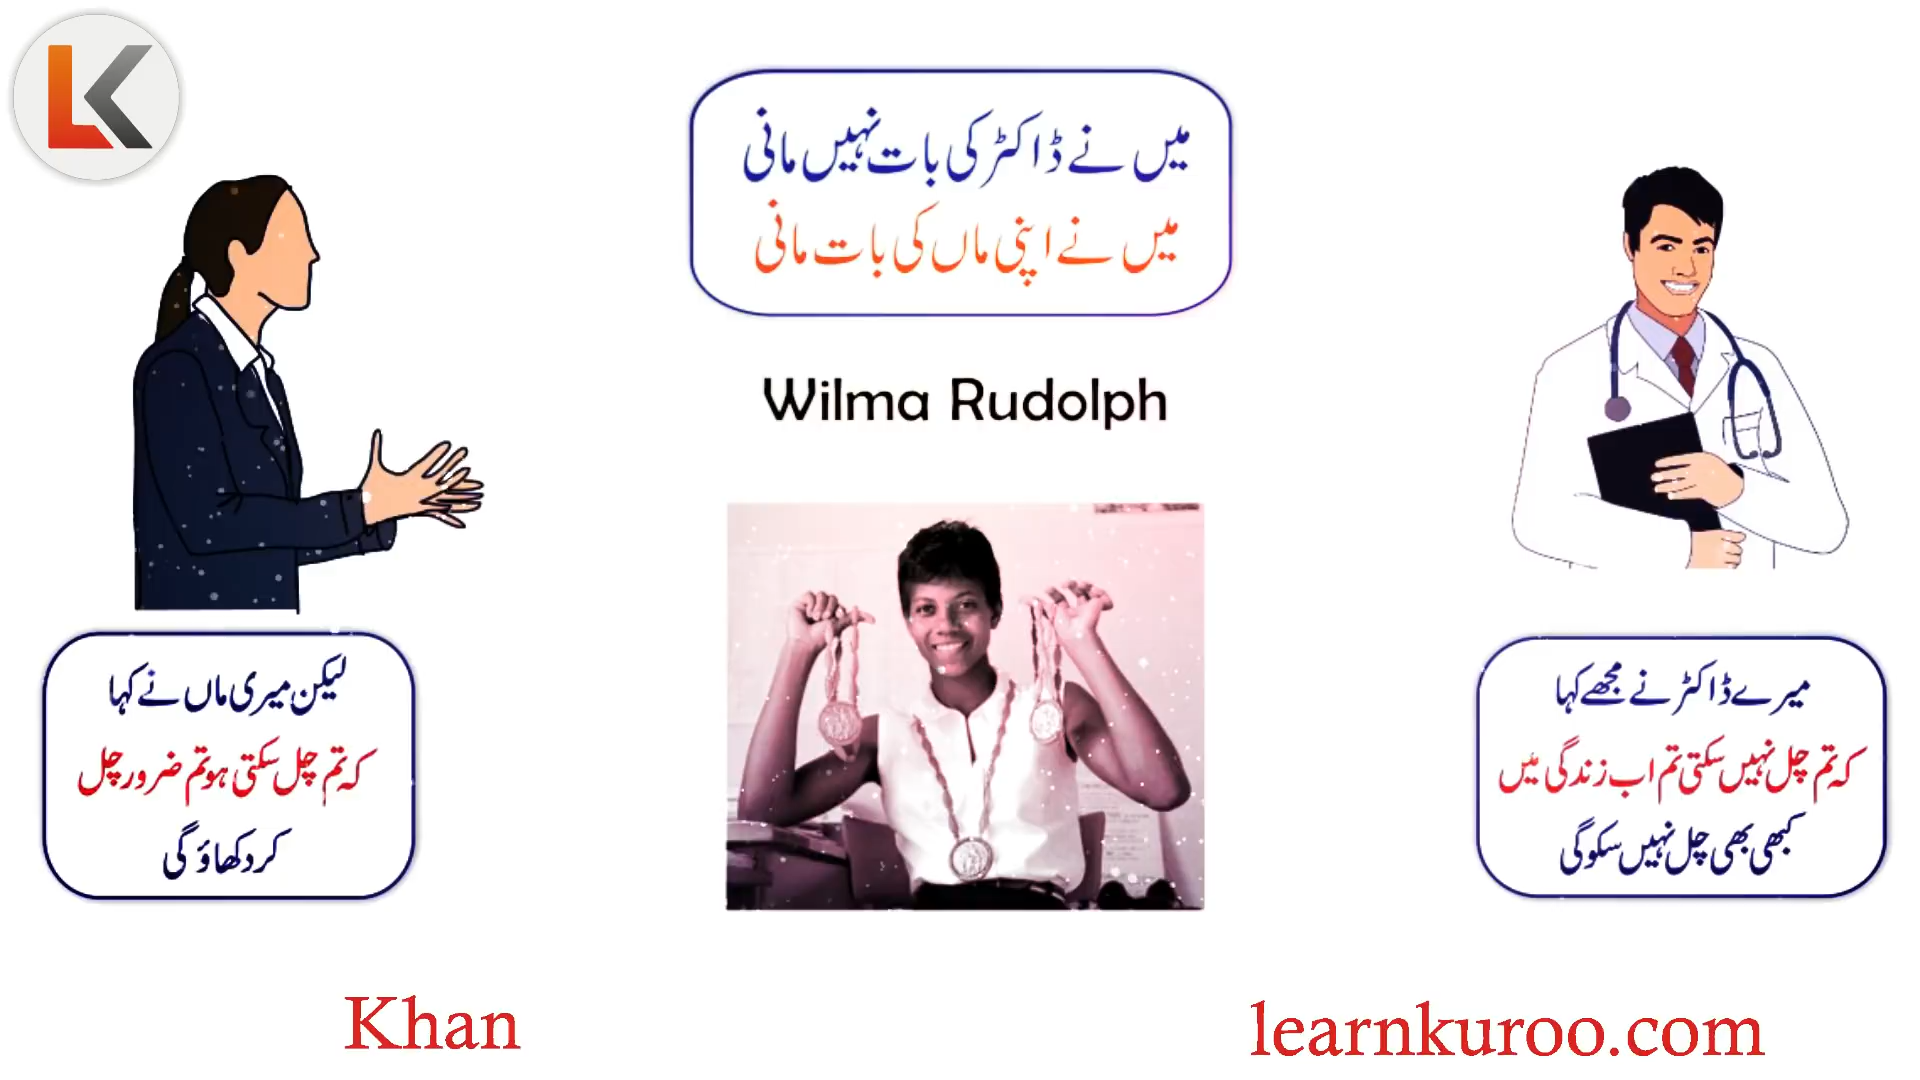 LK
میں نے ڈاکٹر کی بات نہیں مانی
میں نے اپنی ماں کی بات مانی
Wilma Rudolph
میرے ڈاکٹر نے مجھے کہا
کہ تم چل نہیں سکتی تم اب زندگی میں
کبھی بھی چل نہیں سکو گی
لیکن میری ماں نے کہا
کہ تم چل سکتی ہو تم ضرور چل
کر دکھاؤ گی
Khan
learnkuroo.com